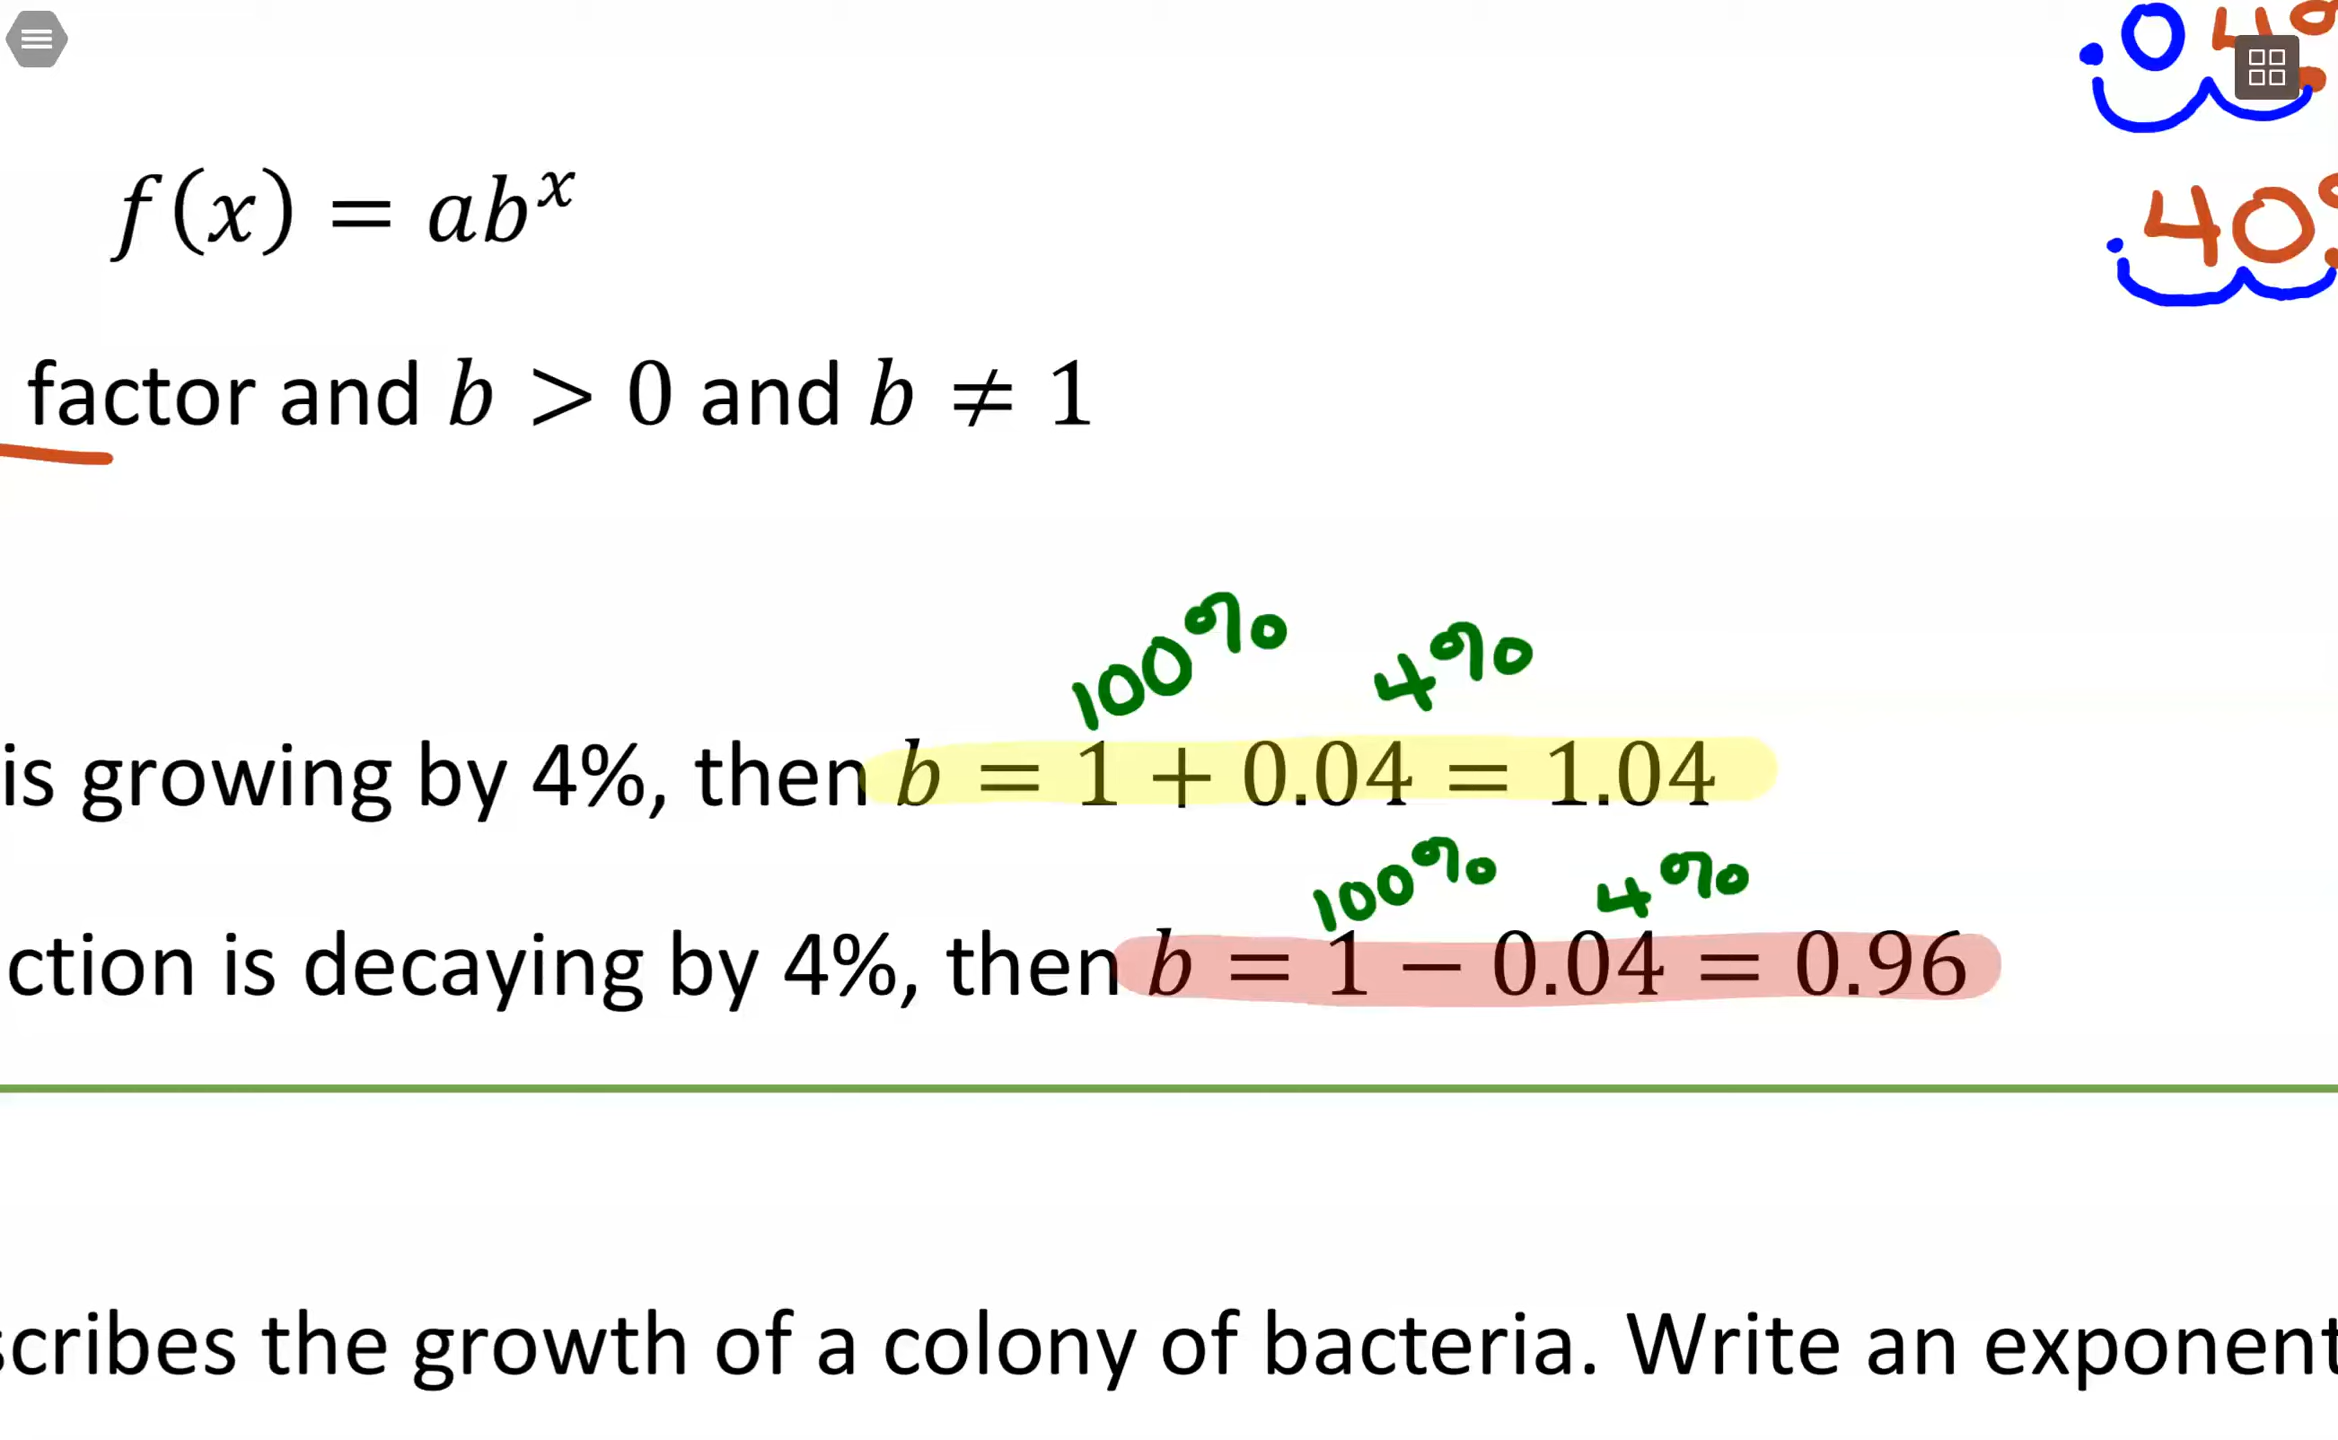 .04%
f(x) = abˣ
.40
factor and b > 0 and b ≠ 1
100% 4%
is growing by 4%, then b = 1 + 0.04 = 1.04
100% 4%
ction is decaying by 4%, then b = 1 − 0.04 = 0.96
scribes the growth of a colony of bacteria. Write an exponent